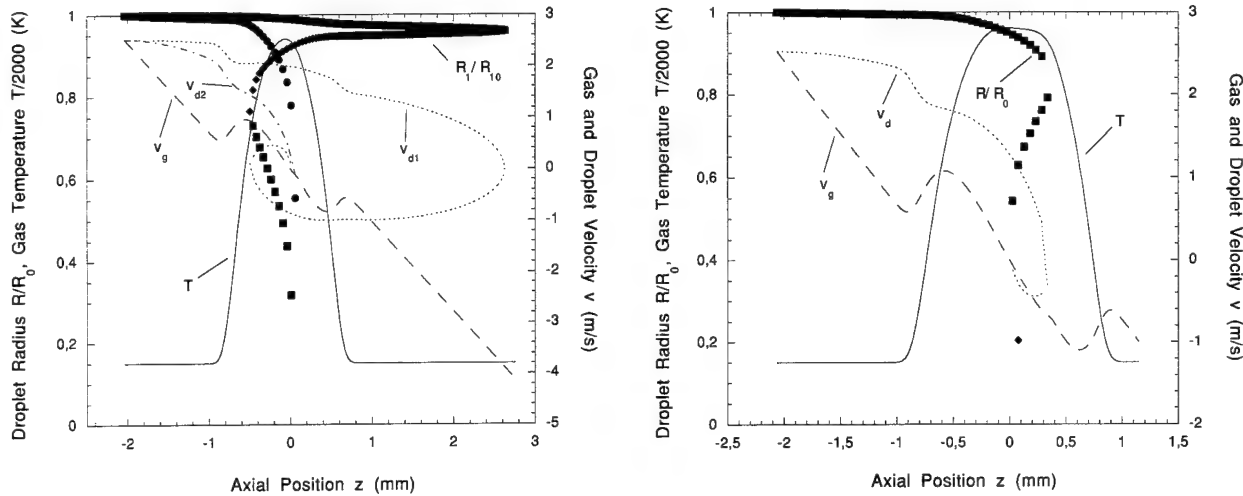 Droplet Radius R/R0, Gas Temperature T/2000 (K)
1
0,8
0,6
0,4
0,2
0
vd2
vg
T
R1/R10
vd1
3
2
1
0
-1
-2
-3
-4
-5
Gas and Droplet Velocity v (m/s)
-2
-1
0
1
2
3
Axial Position z (mm)
Droplet Radius R/R0, Gas Temperature T/2000 (K)
1
0,8
0,6
0,4
0,2
0
vd
vg
R/R0
T
3
2
1
0
-1
-2
Gas and Droplet Velocity v (m/s)
-2,5
-2
-1,5
-1
-0,5
0
0,5
1
1,5
Axial Position z (mm)